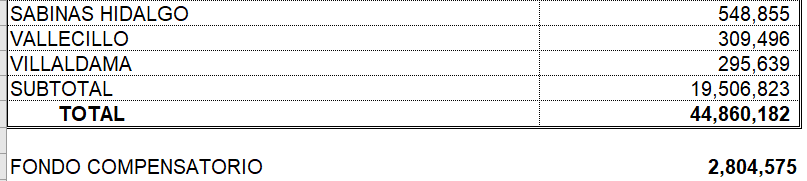 SABINAS HIDALGO 548,855
VALLECILLO 309,496
VILLALDAMA 295,639
SUBTOTAL 19,506,823
TOTAL 44,860,182
FONDO COMPENSATORIO 2,804,575